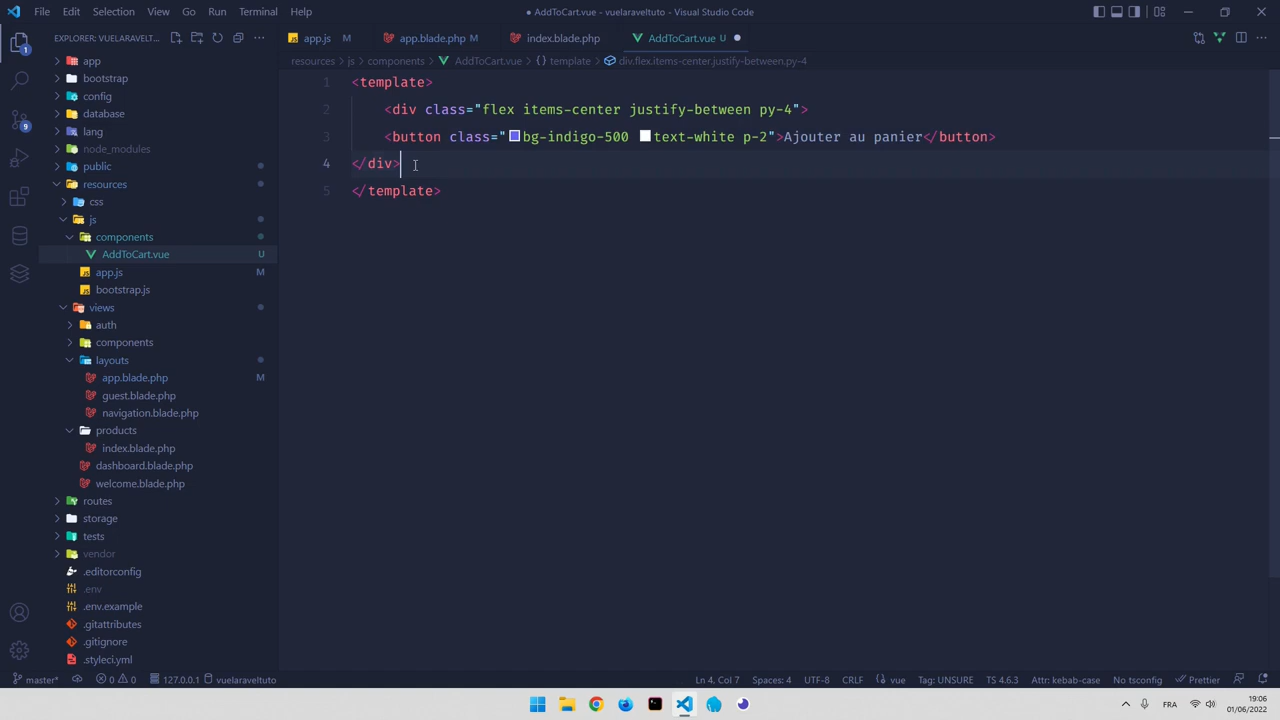 File Edit Selection View Go Run Terminal Help
● AddToCart.vue - vuelaraveltuto - Visual Studio Code
EXPLORER: VUELARAVELT...
app.js M
app.blade.php M
index.blade.php
AddToCart.vue U
resources > js > components > AddToCart.vue > {} template > div.flex.items-center.justify-between.py-4
app
bootstrap
config
database
lang
node_modules
public
resources
css
js
components
AddToCart.vue U
app.js M
bootstrap.js
views
auth
components
layouts
app.blade.php M
guest.blade.php
navigation.blade.php
products
index.blade.php
dashboard.blade.php
welcome.blade.php
routes
storage
tests
vendor
.editorconfig
.env
.env.example
.gitattributes
.gitignore
.styleci.yml
1 <template>
2 <div class="flex items-center justify-between py-4">
3 <button class="bg-indigo-500 text-white p-2">Ajouter au panier</button>
4 </div>
5 </template>
1
9
master* 0 0 127.0.0.1 vuelaraveltuto
Ln 4, Col 7 Spaces: 4 UTF-8 CRLF {} vue Tag: UNSURE TS 4.6.3 Attr: kebab-case No tsconfig Prettier
FRA
19:06
01/06/2022